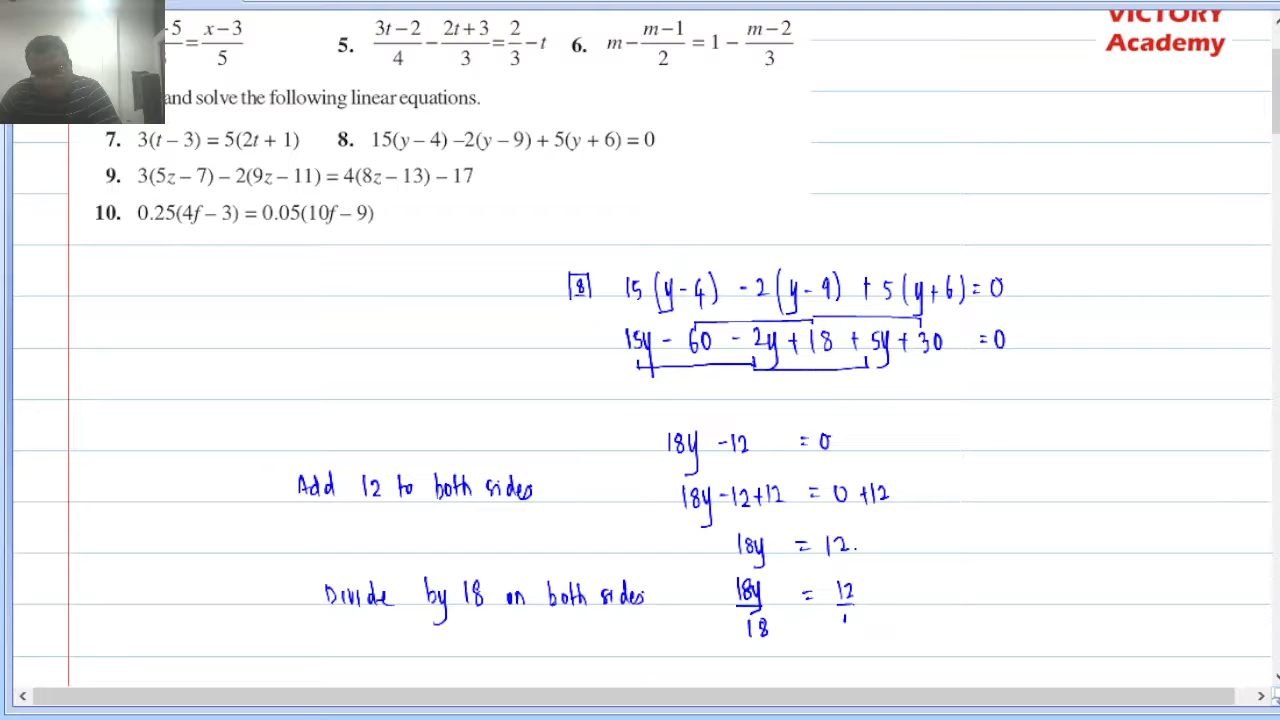 VICTORY
Academy
-5/ = x-3/5 5. 3t-2/4 - 2t+3/3 = 2/3 - t 6. m - m-1/2 = 1 - m-2/3
and solve the following linear equations.
7. 3(t – 3) = 5(2t + 1) 8. 15(y – 4) –2(y – 9) + 5(y + 6) = 0
9. 3(5z – 7) – 2(9z – 11) = 4(8z – 13) – 17
10. 0.25(4f – 3) = 0.05(10f – 9)
8 15(y-4) -2(y-9) + 5(y+6) = 0
15y - 60 - 2y + 18 + 5y + 30 = 0
18y -12 = 0
Add 12 to both sides 18y -12+12 = 0 +12
18y = 12.
Divide by 18 on both sides 18y/18 = 12/